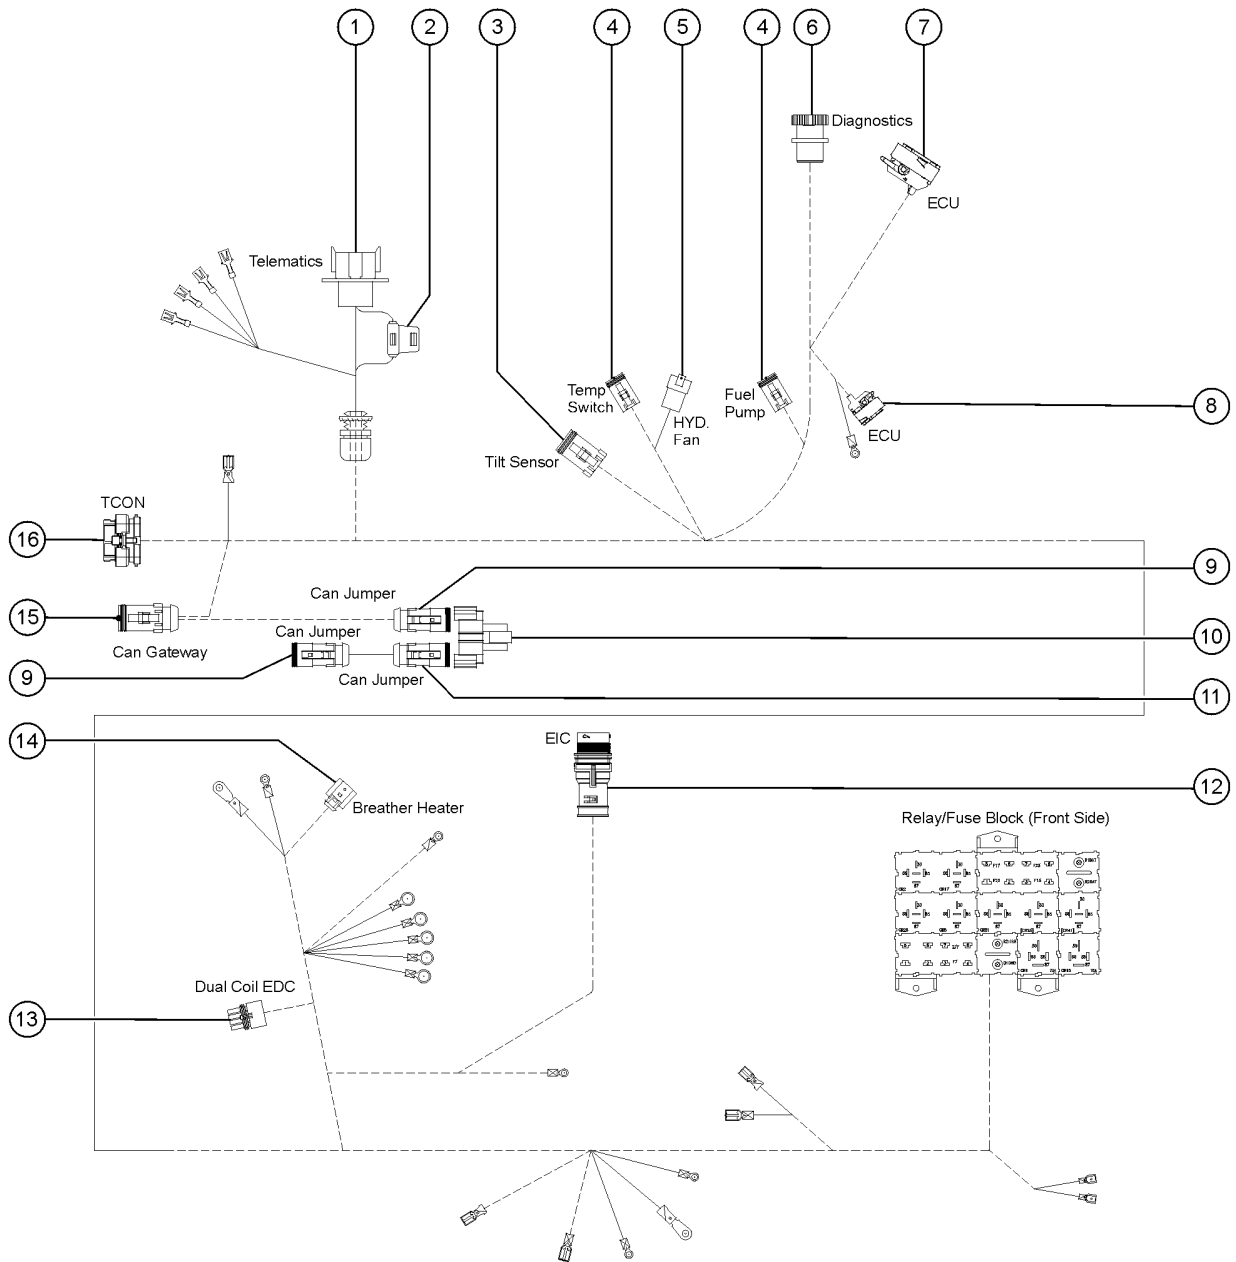 1 2 3 4 5 4 6 7
Diagnostics
ECU
Telematics
Temp
Switch
HYD.
Fan
Fuel
Pump
8
ECU
Tilt Sensor
TCON
16
9
Can Jumper
15
Can Jumper
10
Can Gateway
9
Can Jumper
11
14
EIC
12
Breather Heater
Relay/Fuse Block (Front Side)
Dual Coil EDC
13